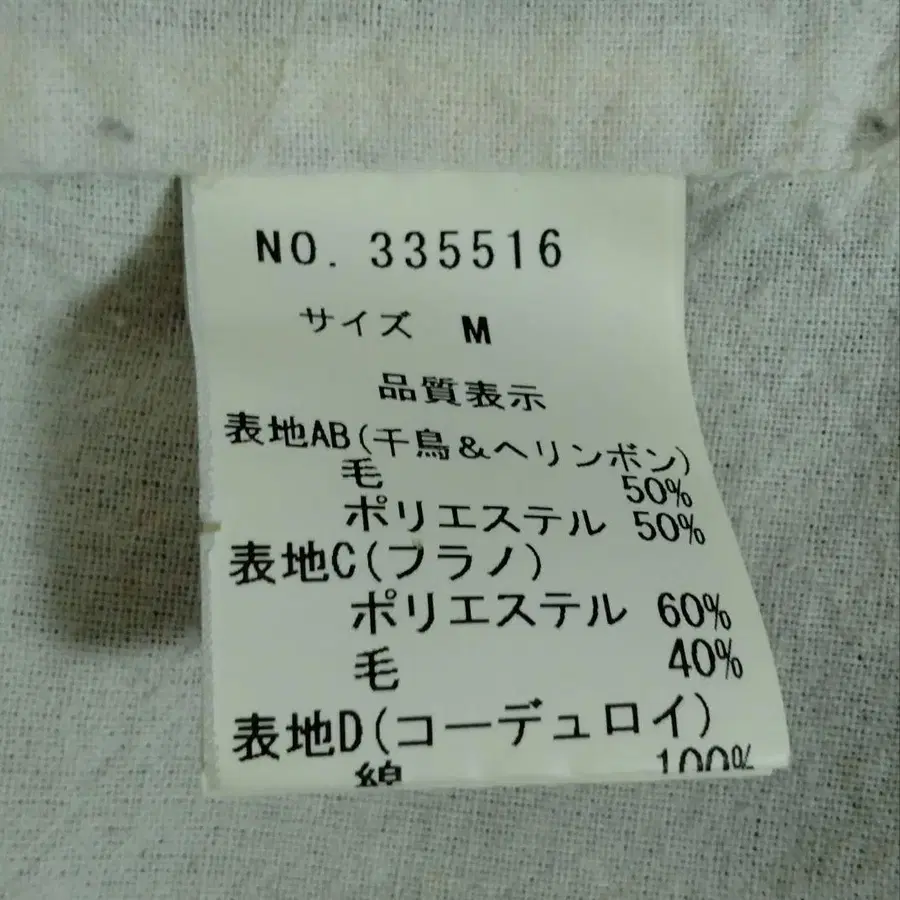 NO. 335516
サイズ M
品質表示
表地AB(千鳥&ヘリンボン)
毛 50%
ポリエステル 50%
表地C(フラノ)
ポリエステル 60%
毛 40%
表地D(コーデュロイ)
綿 100%